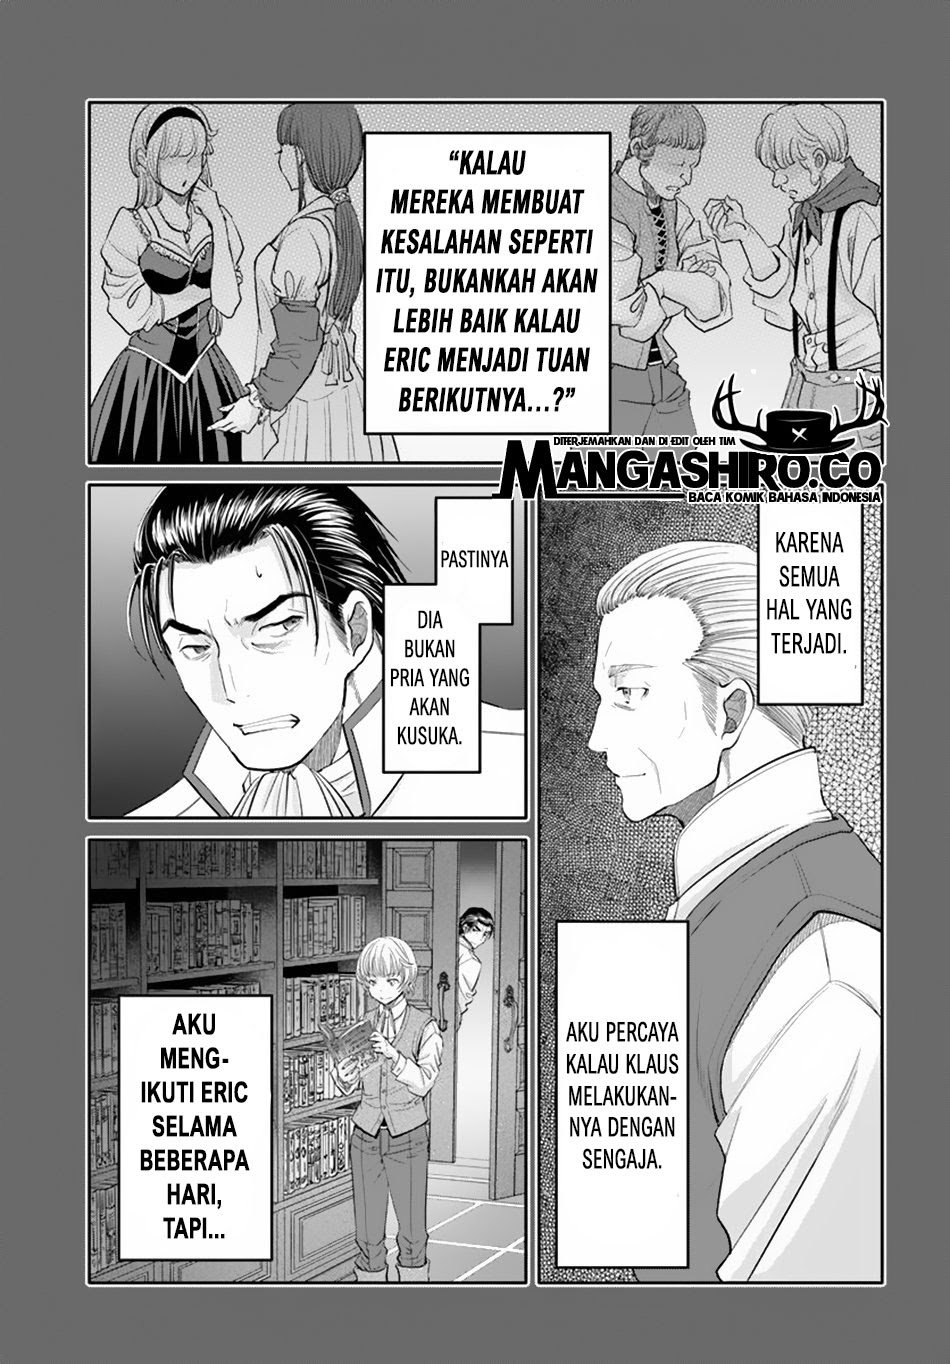 “KALAU
MEREKA MEMBUAT
KESALAHAN SEPERTI
ITU, BUKANKAH AKAN
LEBIH BAIK KALAU
ERIC MENJADI TUAN
BERIKUTNYA...?”
DITERJEMAHKAN DAN DI EDIT OLEH TIM
MANGASHIRO.CO
BACA KOMIK BAHASA INDONESIA
KARENA
SEMUA
HAL YANG
TERJADI.
AKU PERCAYA
KALAU KLAUS
MELAKUKAN-
NYA DENGAN
SENGAJA.
PASTINYA
DIA
BUKAN
PRIA YANG
AKAN
KUSUKA.
AKU
MENG-
IKUTI ERIC
SELAMA
BEBERAPA
HARI,
TAPI...